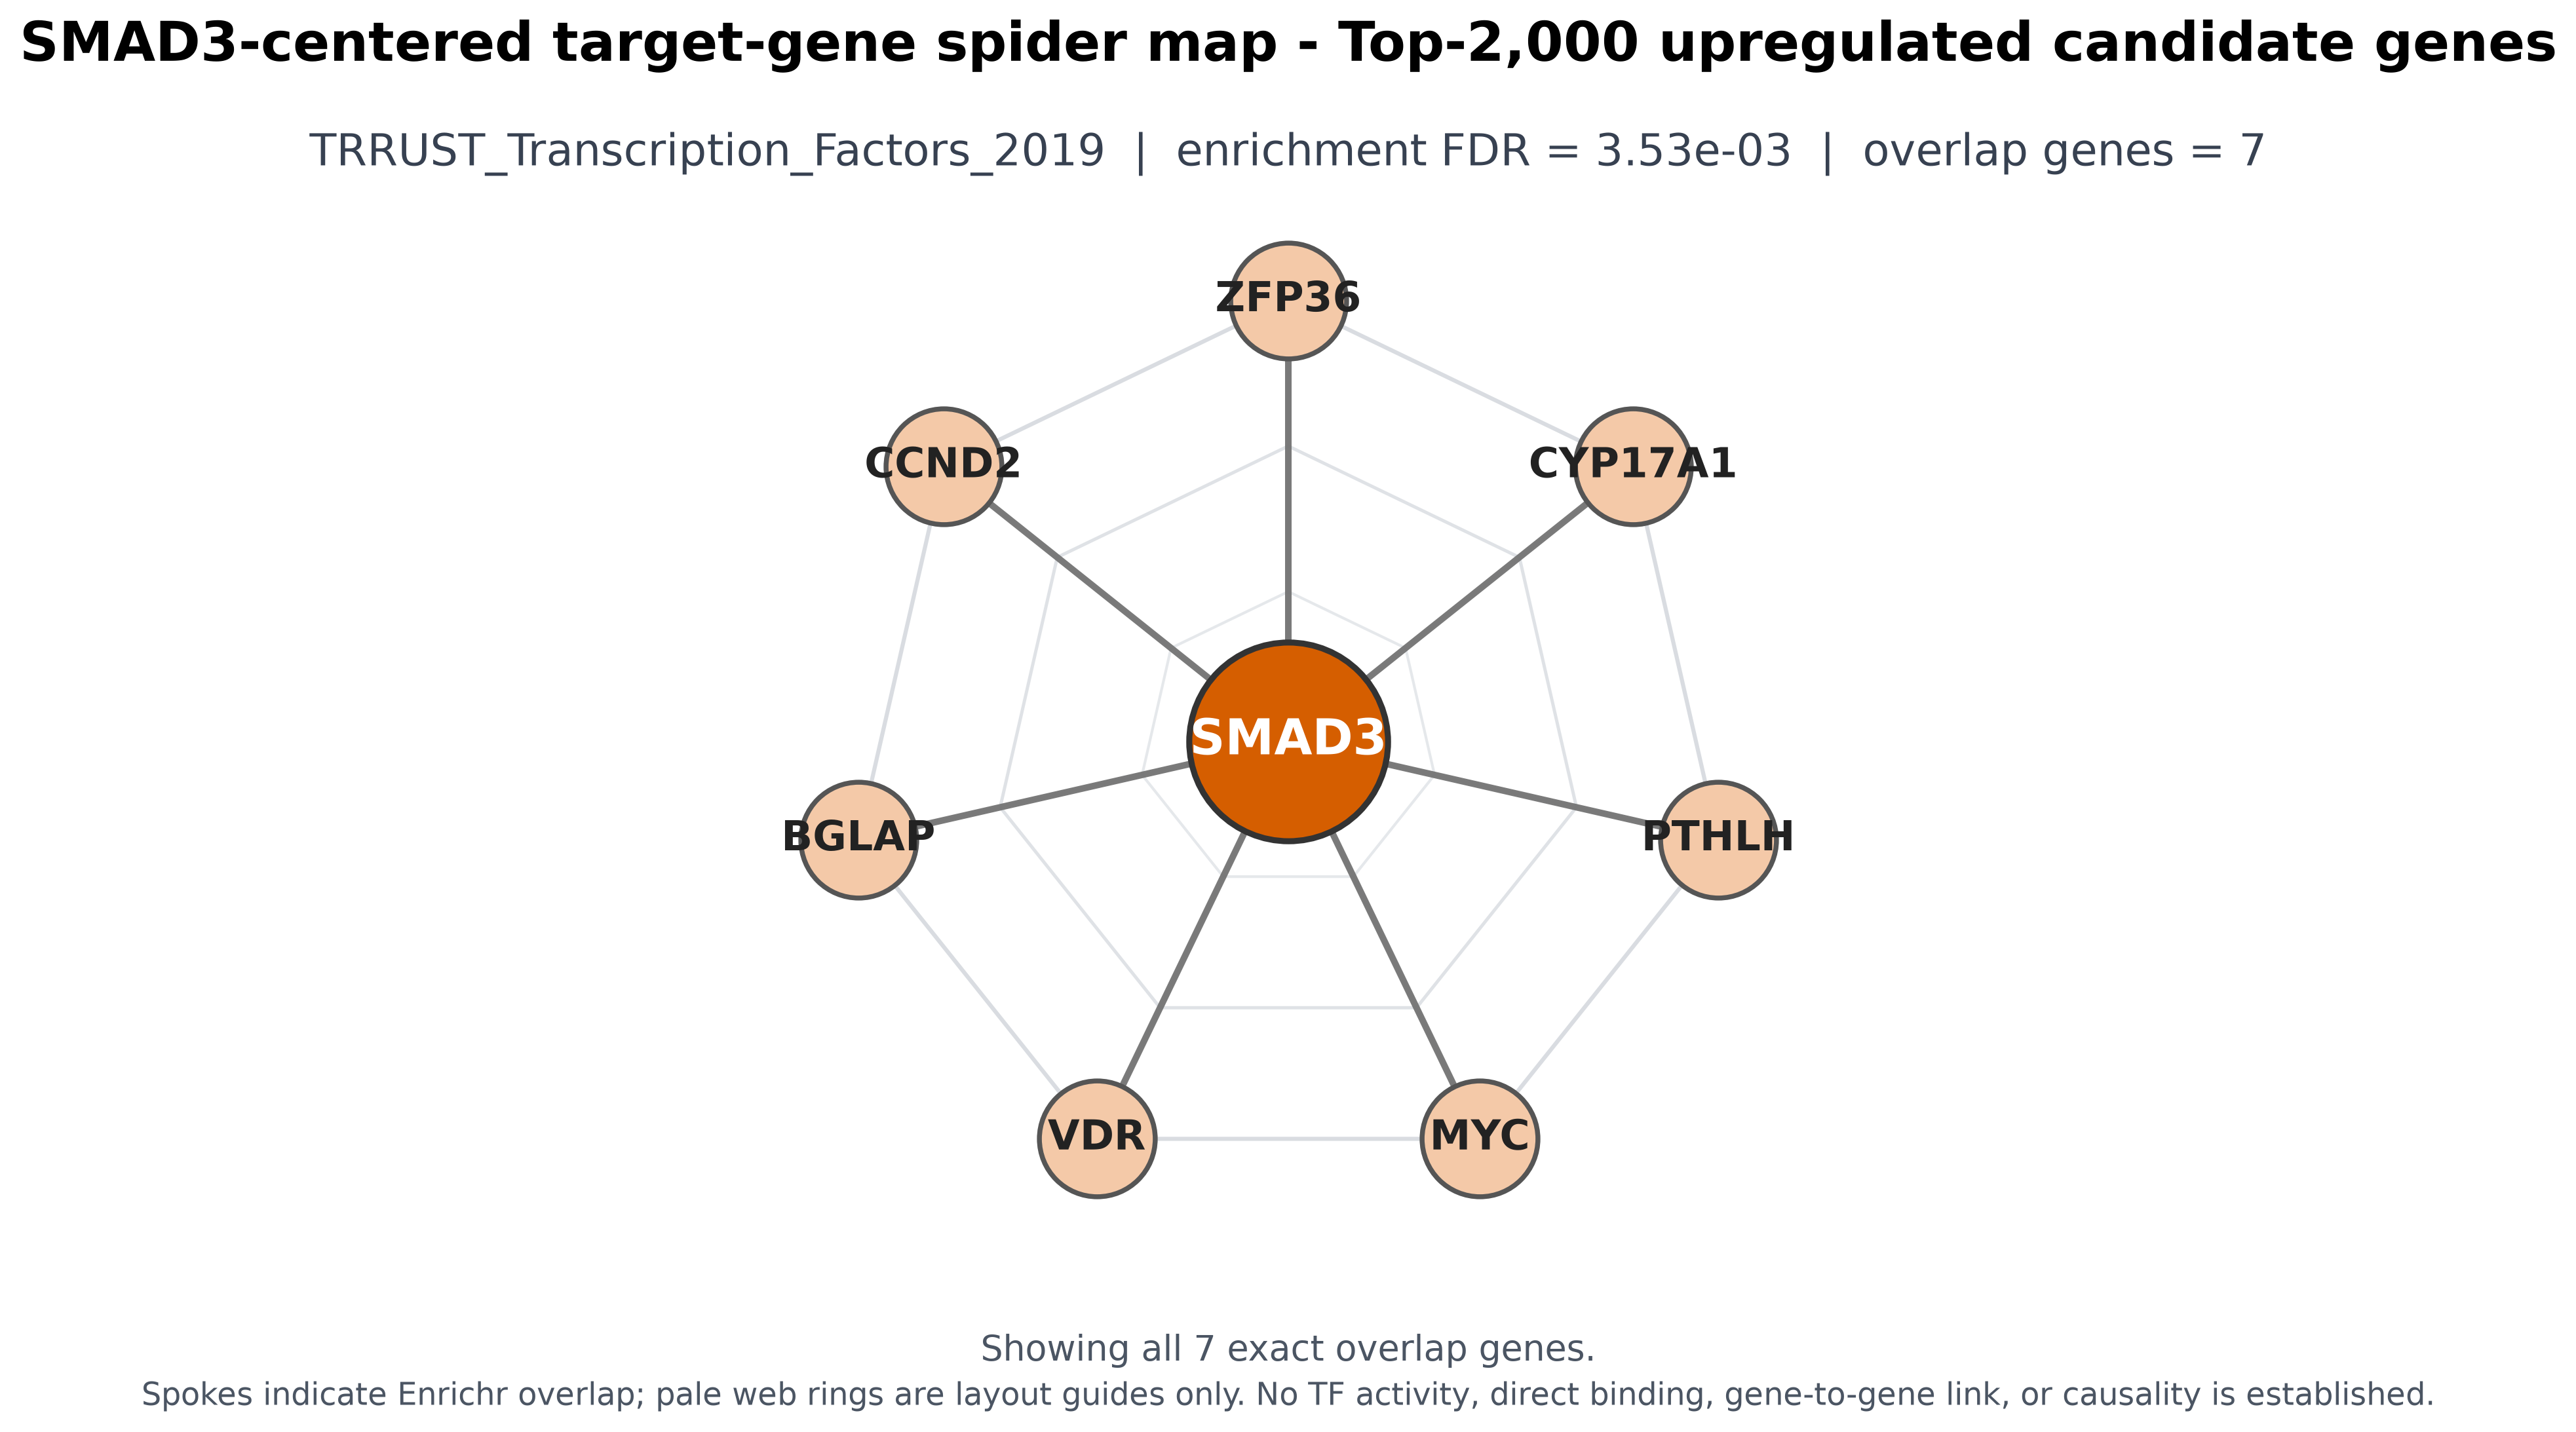 SMAD3-centered target-gene spider map - Top-2,000 upregulated candidate genes
TRRUST_Transcription_Factors_2019 | enrichment FDR = 3.53e-03 | overlap genes = 7
ZFP36
CCND2
CYP17A1
SMAD3
BGLAP
PTHLH
VDR
MYC
Showing all 7 exact overlap genes.
Spokes indicate Enrichr overlap; pale web rings are layout guides only. No TF activity, direct binding, gene-to-gene link, or causality is established.